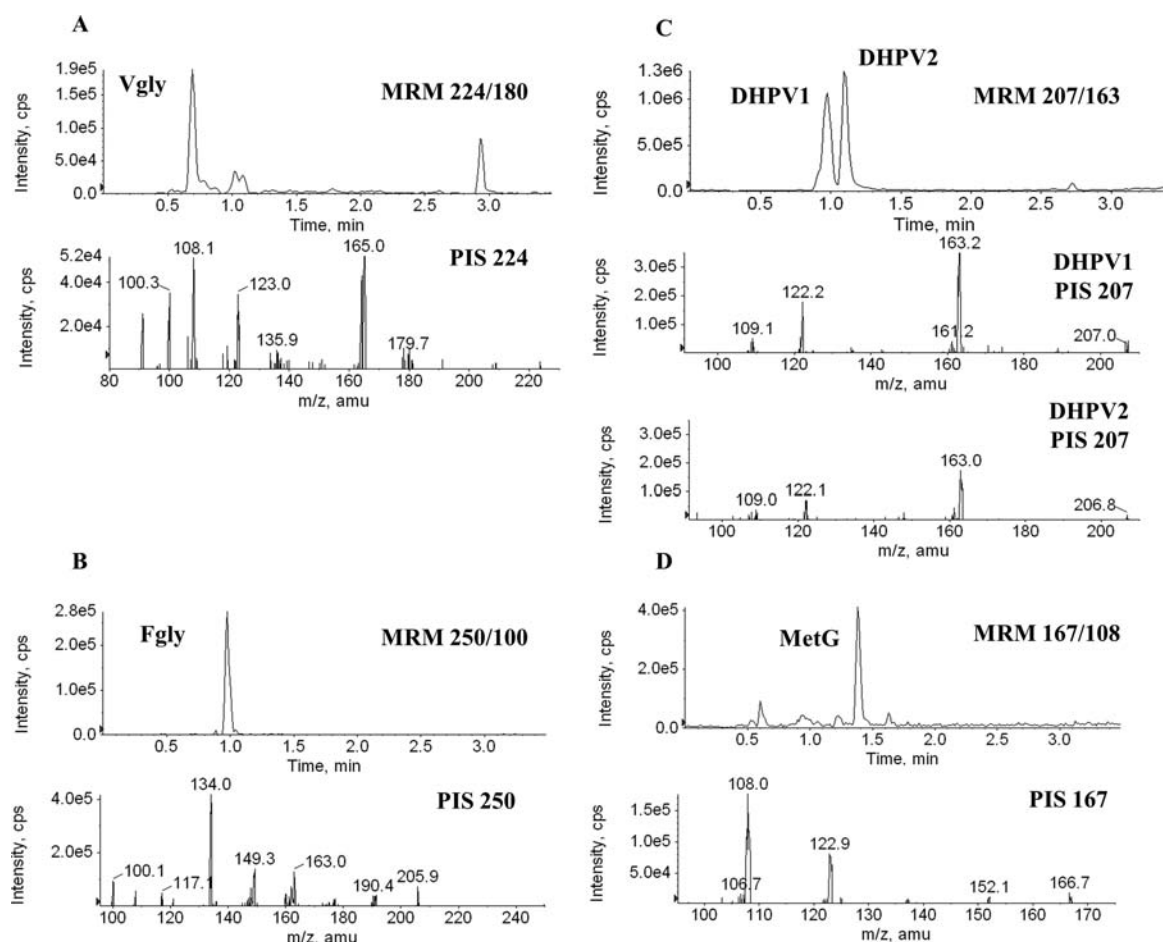 A
Vgly
MRM 224/180
Intensity, cps
1.9e5
1.5e5
1.0e5
5.0e4
0.0
0.5 1.0 1.5 2.0 2.5 3.0
Time, min
PIS 224
Intensity, cps
5.2e4
4.0e4
2.0e4
100.3
108.1
123.0
135.9
165.0
179.7
80 100 120 140 160 180 200 220
m/z, amu
B
Fgly
MRM 250/100
Intensity, cps
2.8e5
2.0e5
1.0e5
0.0
0.5 1.0 1.5 2.0 2.5 3.0
Time, min
PIS 250
Intensity, cps
4.0e5
2.0e5
100.1
117.1
134.0
149.3
163.0
190.4
205.9
100 120 140 160 180 200 220 240
m/z, amu
C
DHPV1
DHPV2
MRM 207/163
Intensity, cps
1.3e6
1.0e6
5.0e5
0.0
0.5 1.0 1.5 2.0 2.5 3.0
Time, min
DHPV1
PIS 207
Intensity, cps
3.0e5
2.0e5
1.0e5
109.1
122.2
161.2
163.2
207.0
100 120 140 160 180 200
m/z, amu
DHPV2
PIS 207
Intensity, cps
3.0e5
2.0e5
1.0e5
109.0
122.1
163.0
206.8
100 120 140 160 180 200
m/z, amu
D
MetG
MRM 167/108
Intensity, cps
4.0e5
2.0e5
0.0
0.5 1.0 1.5 2.0 2.5 3.0
Time, min
PIS 167
Intensity, cps
1.5e5
1.0e5
5.0e4
106.7
108.0
122.9
152.1
166.7
100 110 120 130 140 150 160 170
m/z, amu